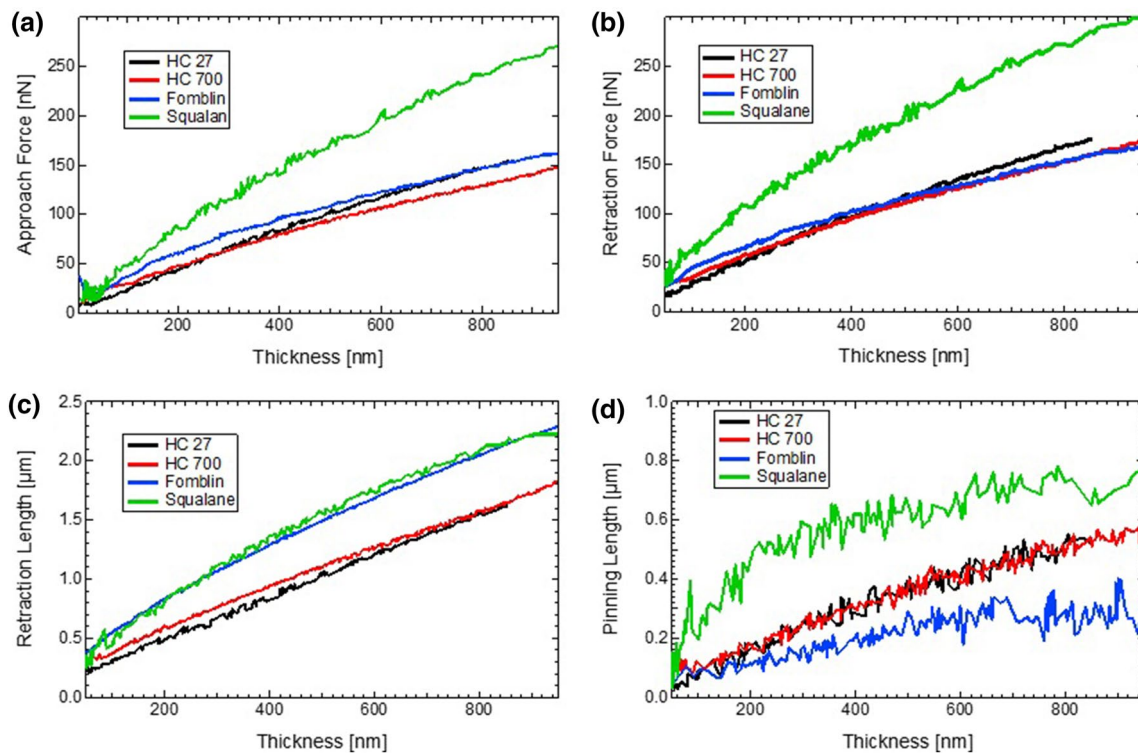 (a)
HC 27
HC 700
Fomblin
Squalan
Approach Force [nN]
250
200
150
100
50
0
200
400
600
800
Thickness [nm]
(b)
HC 27
HC 700
Fomblin
Squalane
Retraction Force [nN]
250
200
150
100
50
0
200
400
600
800
Thickness [nm]
(c)
HC 27
HC 700
Fomblin
Squalane
Retraction Length [µm]
2.5
2.0
1.5
1.0
0.5
0.0
200
400
600
800
Thickness [nm]
(d)
HC 27
HC 700
Fomblin
Squalane
Pinning Length [µm]
1.0
0.8
0.6
0.4
0.2
0.0
200
400
600
800
Thickness [nm]